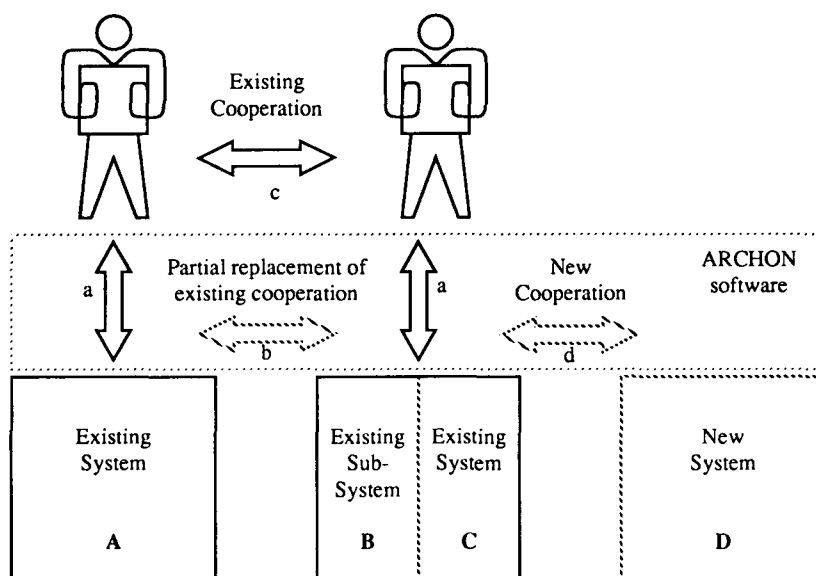 Existing
Cooperation
c
a
Partial replacement of
existing cooperation
b
a
New
Cooperation
d
ARCHON
software
Existing
System
A
Existing
Sub-
System
B
Existing
System
C
New
System
D